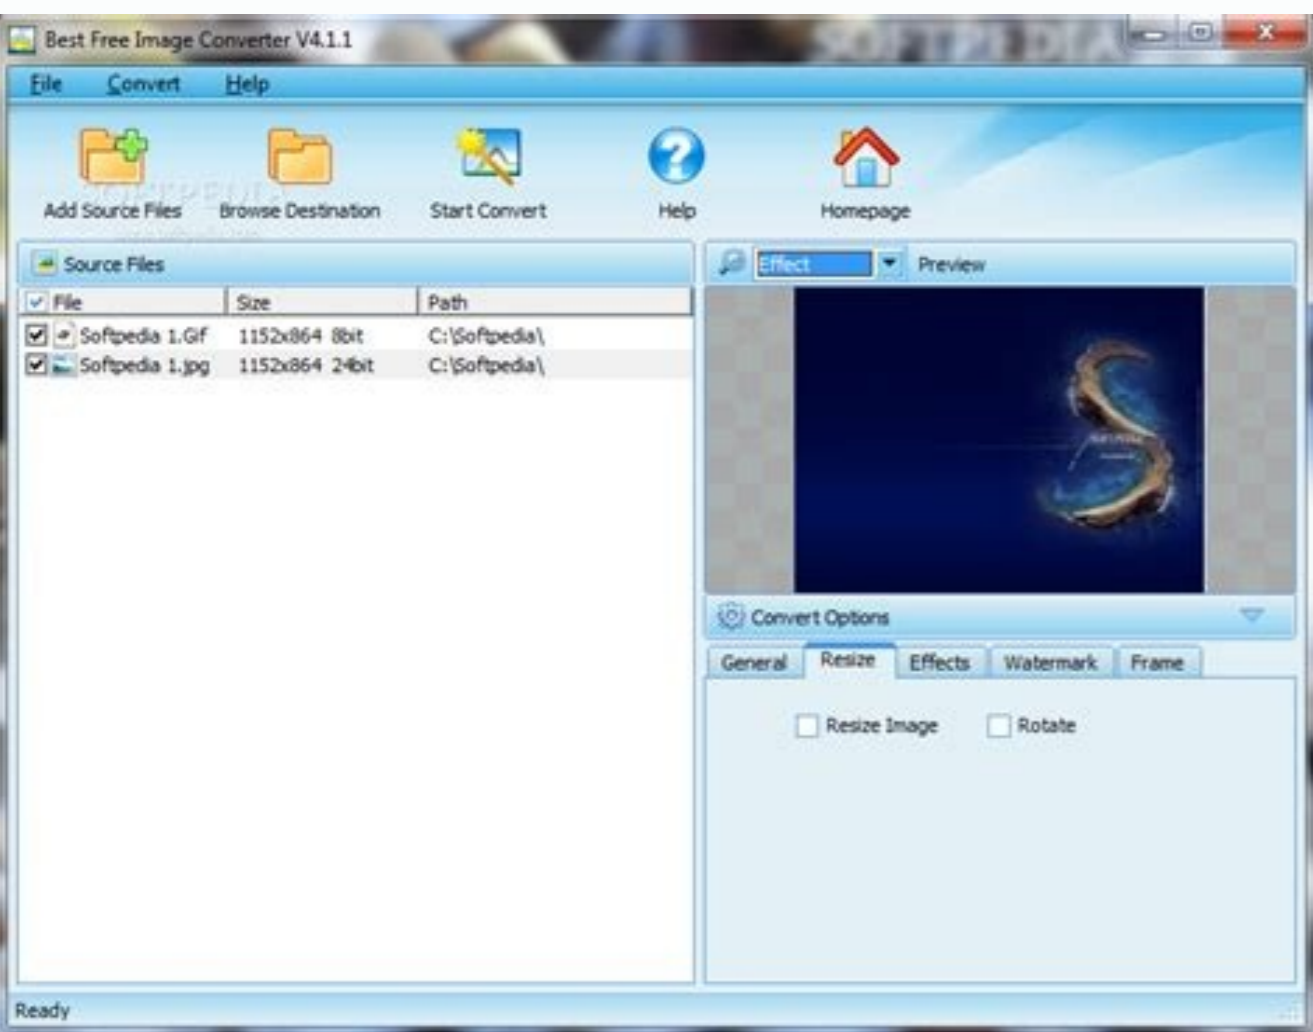 Best Free Image Converter V4.1.1
SOFTPEDIA
File Convert Help
SOFTPEDIA
Add Source Files Browse Destination Start Convert Help Homepage
Source Files
Effect Preview
File Size Path
Softpedia 1.Gif 1152x864 8bit C:\Softpedia\
Softpedia 1.jpg 1152x864 24bit C:\Softpedia\
Convert Options
General Resize Effects Watermark Frame
Resize Image Rotate
Ready